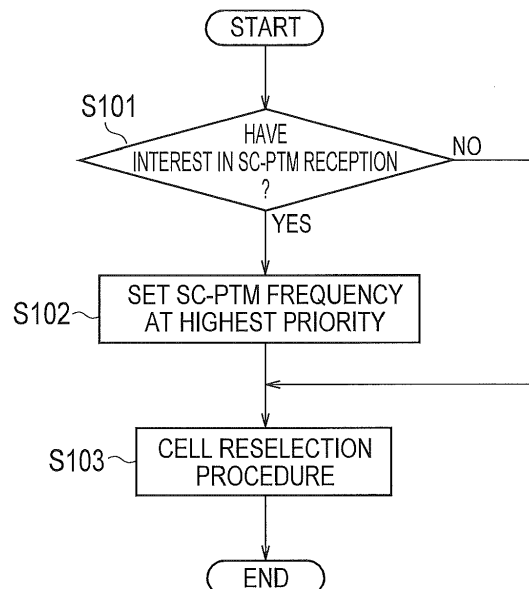 START
S101
HAVE
INTEREST IN SC-PTM RECEPTION
?
NO
YES
S102
SET SC-PTM FREQUENCY
AT HIGHEST PRIORITY
S103
CELL RESELECTION
PROCEDURE
END